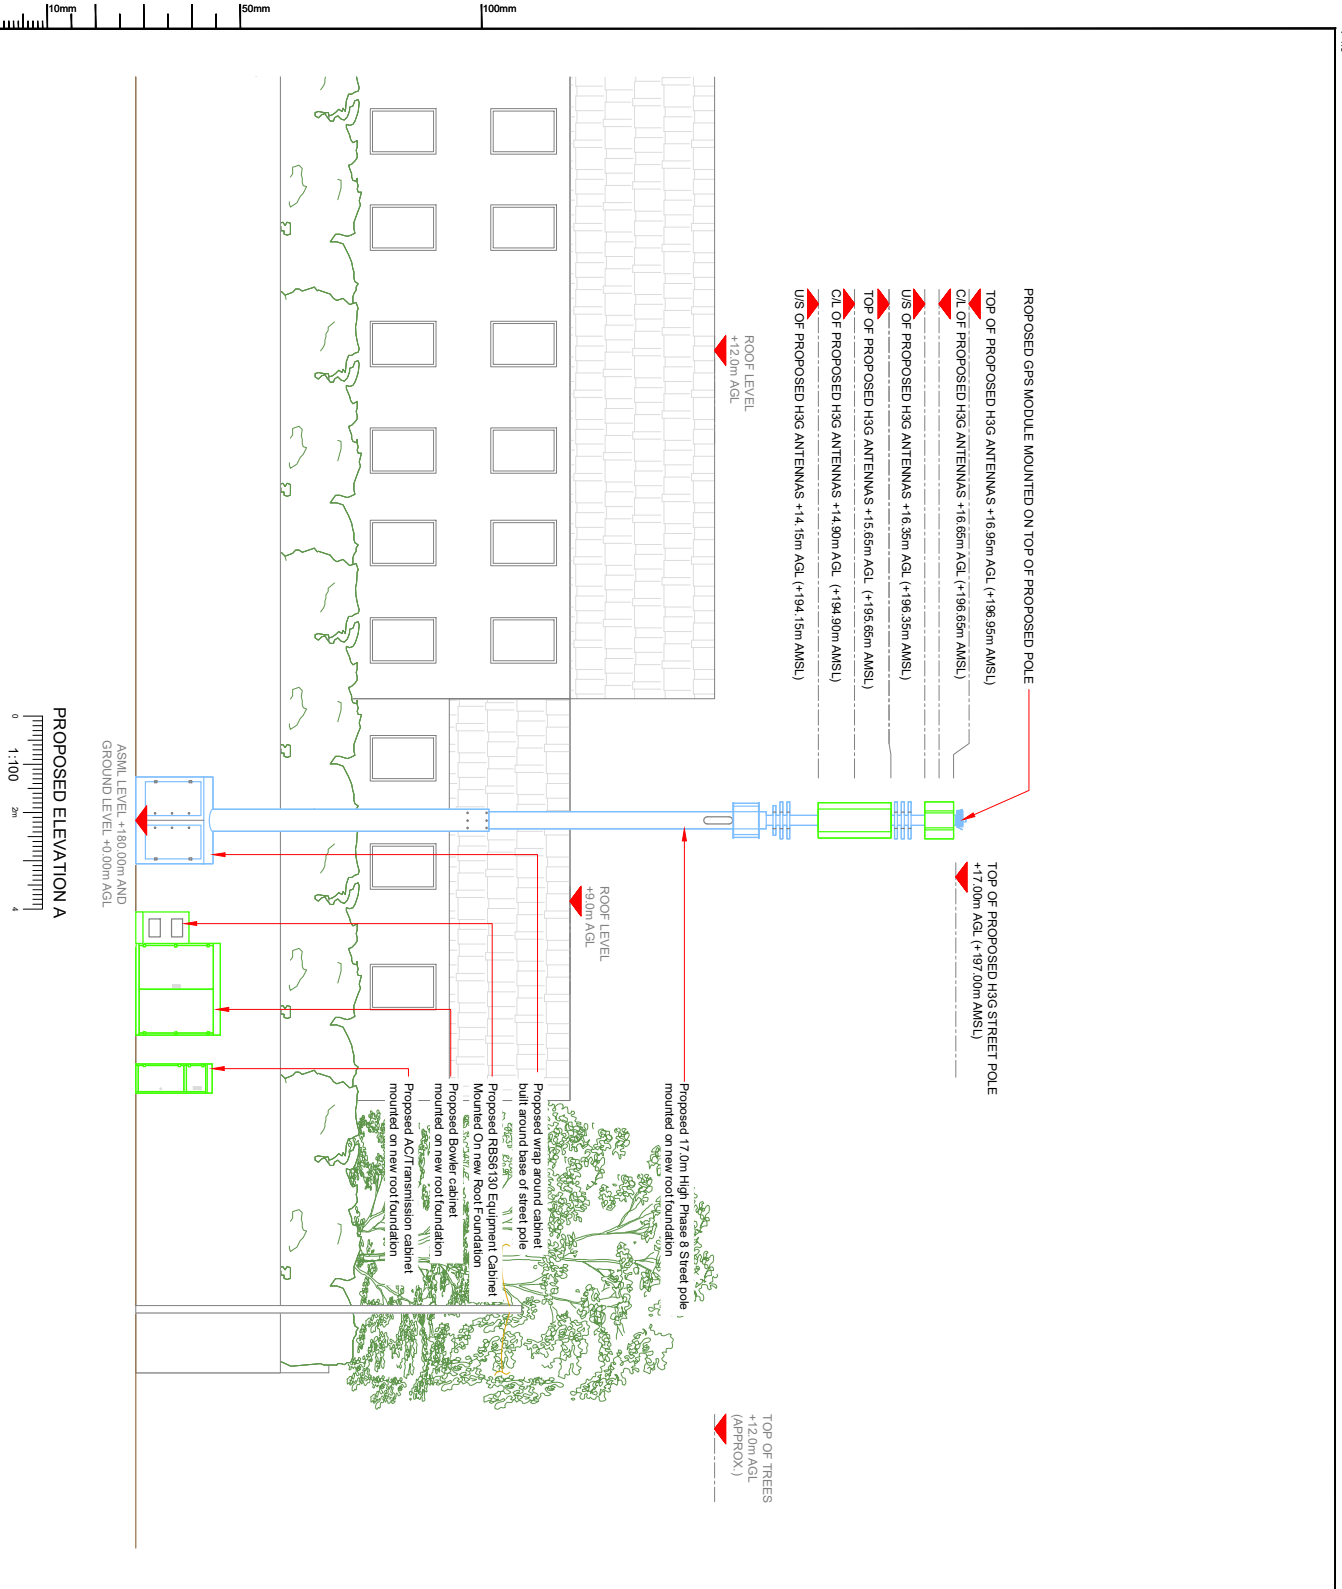 10mm
50mm
100mm
PROPOSED GPS MODULE MOUNTED ON TOP OF PROPOSED POLE
TOP OF PROPOSED H3G ANTENNAS +16.95m AGL (+196.95m AMSL)
C/L OF PROPOSED H3G ANTENNAS +16.65m AGL (+196.65m AMSL)
U/S OF PROPOSED H3G ANTENNAS +16.35m AGL (+196.35m AMSL)
TOP OF PROPOSED H3G ANTENNAS +15.65m AGL (+195.65m AMSL)
C/L OF PROPOSED H3G ANTENNAS +14.90m AGL (+194.90m AMSL)
U/S OF PROPOSED H3G ANTENNAS +14.15m AGL (+194.15m AMSL)
TOP OF PROPOSED H3G STREET POLE
+17.00m AGL (+197.00m AMSL)
ROOF LEVEL
+12.0m AGL
TOP OF TREES
+12.0m AGL
(APPROX.)
ROOF LEVEL
+9.0m AGL
Proposed 17.0m High Phase 8 Street pole
mounted on new root foundation
Proposed wrap around cabinet
built around base of street pole
Proposed RBS6130 Equipment Cabinet
Mounted On new Root Foundation
Proposed Bowler cabinet
mounted on new root foundation
Proposed AC/Transmission cabinet
mounted on new root foundation
ASML LEVEL +180.00m AND
GROUND LEVEL +0.00m AGL
PROPOSED ELEVATION A
0
2m
4
1:100